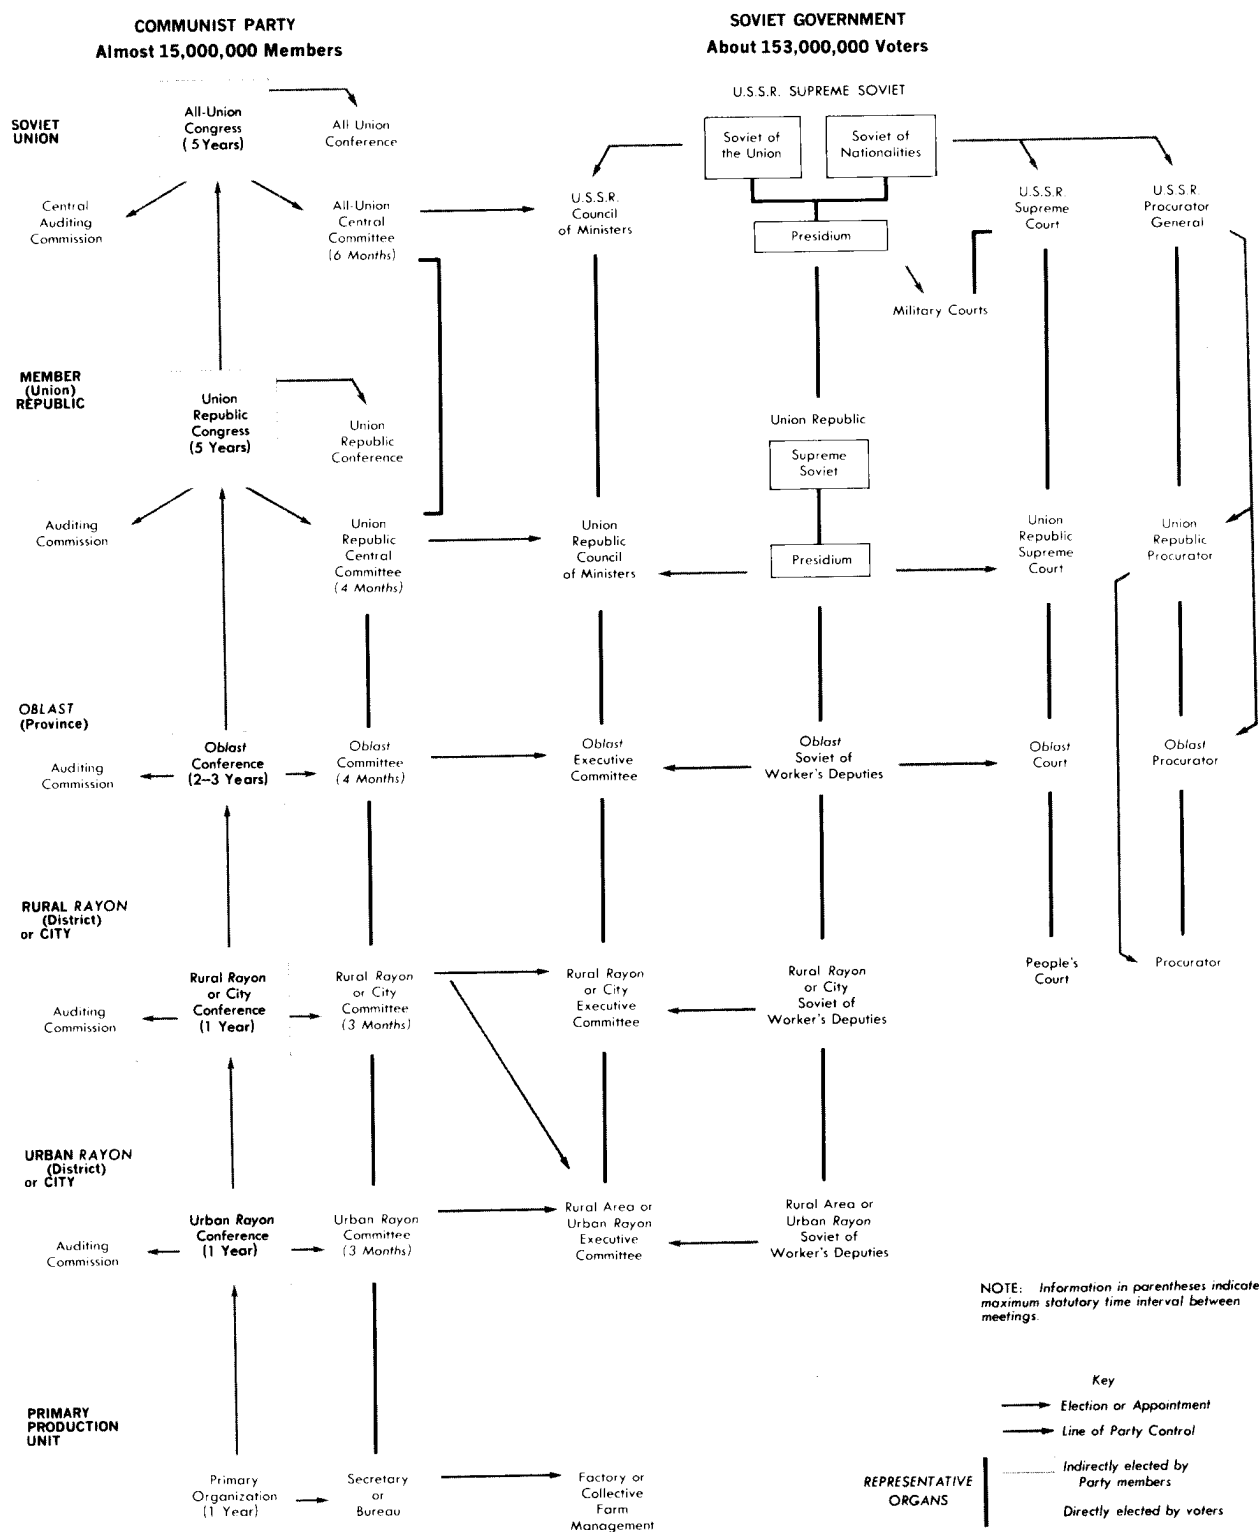 COMMUNIST PARTY
Almost 15,000,000 Members
SOVIET GOVERNMENT
About 153,000,000 Voters
U.S.S.R. SUPREME SOVIET
SOVIET
UNION
All-Union
Congress
(5 Years)
All Union
Conference
Soviet of
the Union
Soviet of
Nationalities
Central
Auditing
Commission
All-Union
Central
Committee
(6 Months)
U.S.S.R.
Council
of Ministers
Presidium
U.S.S.R.
Supreme
Court
U.S.S.R.
Procurator
General
Military Courts
MEMBER
(Union)
REPUBLIC
Union
Republic
Congress
(5 Years)
Union
Republic
Conference
Union Republic
Supreme
Soviet
Auditing
Commission
Union
Republic
Central
Committee
(4 Months)
Union
Republic
Council
of Ministers
Presidium
Union
Republic
Supreme
Court
Union
Republic
Procurator
OBLAST
(Province)
Auditing
Commission
Oblast
Conference
(2--3 Years)
Oblast
Committee
(4 Months)
Oblast
Executive
Committee
Oblast
Soviet of
Worker's Deputies
Oblast
Court
Oblast
Procurator
RURAL RAYON
(District)
or CITY
Auditing
Commission
Rural Rayon
or City
Conference
(1 Year)
Rural Rayon
or City
Committee
(3 Months)
Rural Rayon
or City
Executive
Committee
Rural Rayon
or City
Soviet of
Worker's Deputies
People's
Court
Procurator
URBAN RAYON
(District)
or CITY
Auditing
Commission
Urban Rayon
Conference
(1 Year)
Urban Rayon
Committee
(3 Months)
Rural Area or
Urban Rayon
Executive
Committee
Rural Area or
Urban Rayon
Soviet of
Worker's Deputies
NOTE: Information in parentheses indicate
maximum statutory time interval between
meetings.
PRIMARY
PRODUCTION
UNIT
Primary
Organization
(1 Year)
Secretary
or
Bureau
Factory or
Collective
Farm
Management
Key
Election or Appointment
Line of Party Control
REPRESENTATIVE
ORGANS
Indirectly elected by
Party members
Directly elected by voters